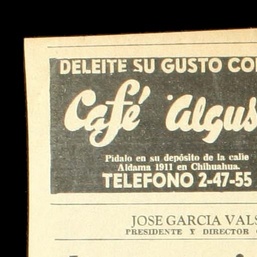 DELEITE SU GUSTO CO
Café Algus
Pídalo en su depósito de la calle
Aldama 1911 en Chihuahua.
TELEFONO 2-47-55
JOSE GARCIA VALS
PRESIDENTE Y DIRECTOR